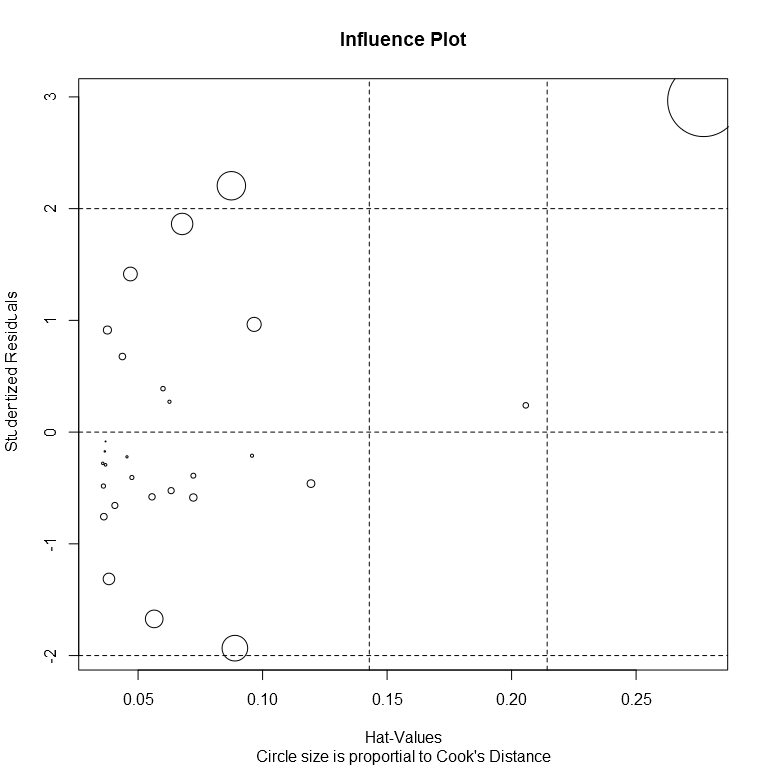 Influence Plot
3
2
1
0
-1
-2
Studentized Residuals
0.05 0.10 0.15 0.20 0.25
Hat-Values
Circle size is proportial to Cook's Distance